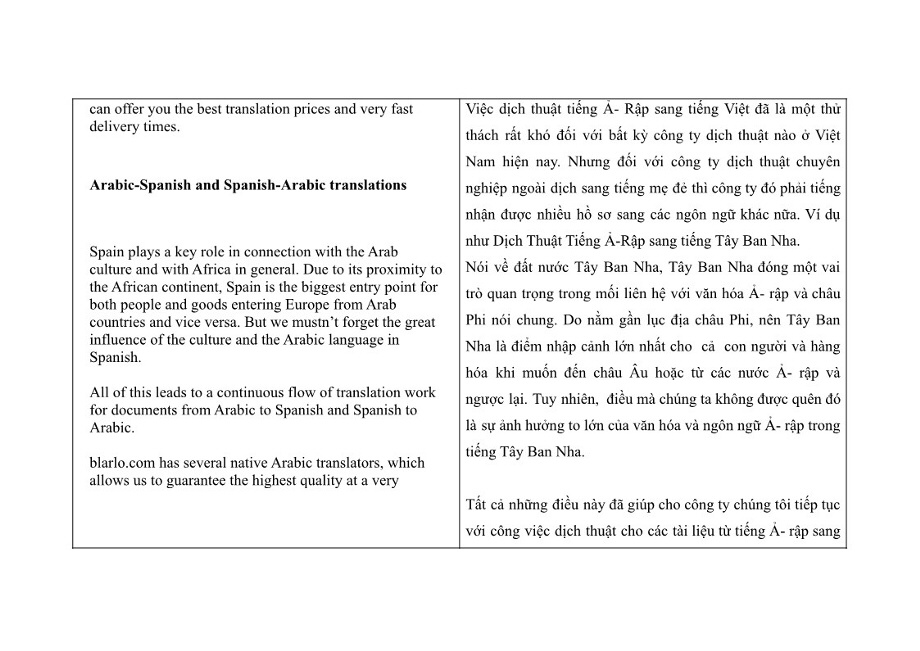 can offer you the best translation prices and very fast
delivery times.
Arabic-Spanish and Spanish-Arabic translations
Spain plays a key role in connection with the Arab
culture and with Africa in general. Due to its proximity to
the African continent, Spain is the biggest entry point for
both people and goods entering Europe from Arab
countries and vice versa. But we mustn’t forget the great
influence of the culture and the Arabic language in
Spanish.
All of this leads to a continuous flow of translation work
for documents from Arabic to Spanish and Spanish to
Arabic.
blarlo.com has several native Arabic translators, which
allows us to guarantee the highest quality at a very
Việc dịch thuật tiếng Ả- Rập sang tiếng Việt đã là một thử
thách rất khó đối với bất kỳ công ty dịch thuật nào ở Việt
Nam hiện nay. Nhưng đối với công ty dịch thuật chuyên
nghiệp ngoài dịch sang tiếng mẹ đẻ thì công ty đó phải tiếng
nhận được nhiều hồ sơ sang các ngôn ngữ khác nữa. Ví dụ
như Dịch Thuật Tiếng Ả-Rập sang tiếng Tây Ban Nha.
Nói về đất nước Tây Ban Nha, Tây Ban Nha đóng một vai
trò quan trọng trong mối liên hệ với văn hóa Ả- rập và châu
Phi nói chung. Do nằm gần lục địa châu Phi, nên Tây Ban
Nha là điểm nhập cảnh lớn nhất cho cả con người và hàng
hóa khi muốn đến châu Âu hoặc từ các nước Ả- rập và
ngược lại. Tuy nhiên, điều mà chúng ta không được quên đó
là sự ảnh hưởng to lớn của văn hóa và ngôn ngữ Ả- rập trong
tiếng Tây Ban Nha.
Tất cả những điều này đã giúp cho công ty chúng tôi tiếp tục
với công việc dịch thuật cho các tài liệu từ tiếng Ả- rập sang